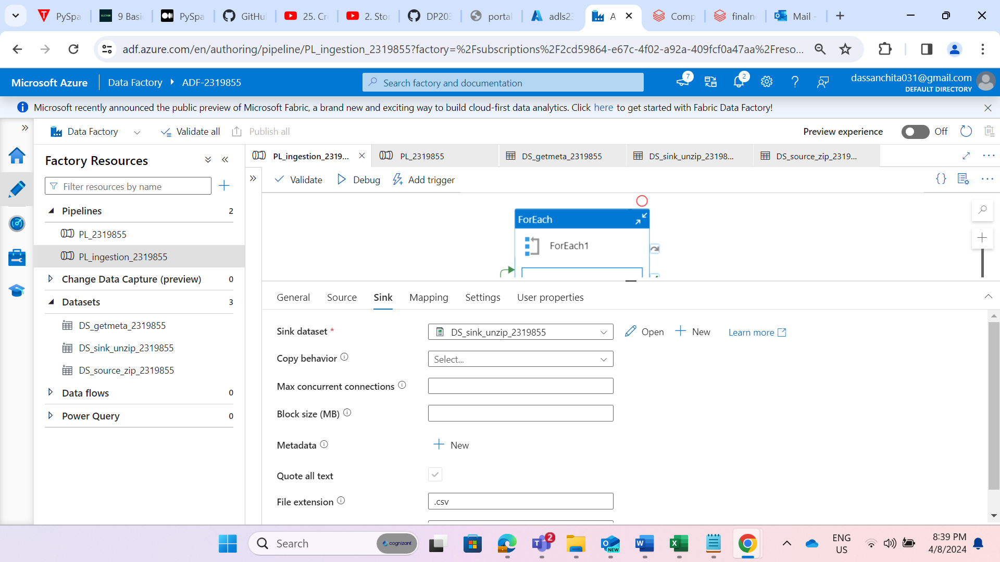 PySpa
9 Basi
PySpa
GitHu
25. Cr
2. Stor
DP203
portal
adls23
A
Comp
finaln
Mail -
adf.azure.com/en/authoring/pipeline/PL_ingestion_2319855?factory=%2Fsubscriptions%2F2cd59864-e67c-4f02-a92a-409fcf0a47aa%2Freso...
Microsoft Azure
Data Factory
ADF-2319855
Search factory and documentation
7
2
dassanchita031@gmail.com
DEFAULT DIRECTORY
Microsoft recently announced the public preview of Microsoft Fabric, a brand new and exciting way to build cloud-first data analytics. Click here to get started with Fabric Data Factory!
Data Factory
Validate all
Publish all
Preview experience
Off
Factory Resources
PL_ingestion_2319...
PL_2319855
DS_getmeta_2319855
DS_sink_unzip_23198...
DS_source_zip_2319...
Filter resources by name
Validate
Debug
Add trigger
Pipelines 2
PL_2319855
PL_ingestion_2319855
Change Data Capture (preview) 0
Datasets 3
DS_getmeta_2319855
DS_sink_unzip_2319855
DS_source_zip_2319855
Data flows 0
Power Query 0
ForEach
ForEach1
General
Source
Sink
Mapping
Settings
User properties
Sink dataset *
DS_sink_unzip_2319855
Open
New
Learn more
Copy behavior
Select...
Max concurrent connections
Block size (MB)
Metadata
New
Quote all text
File extension
.csv
Search
cognizant
2
NEW
ENG
US
8:39 PM
4/8/2024